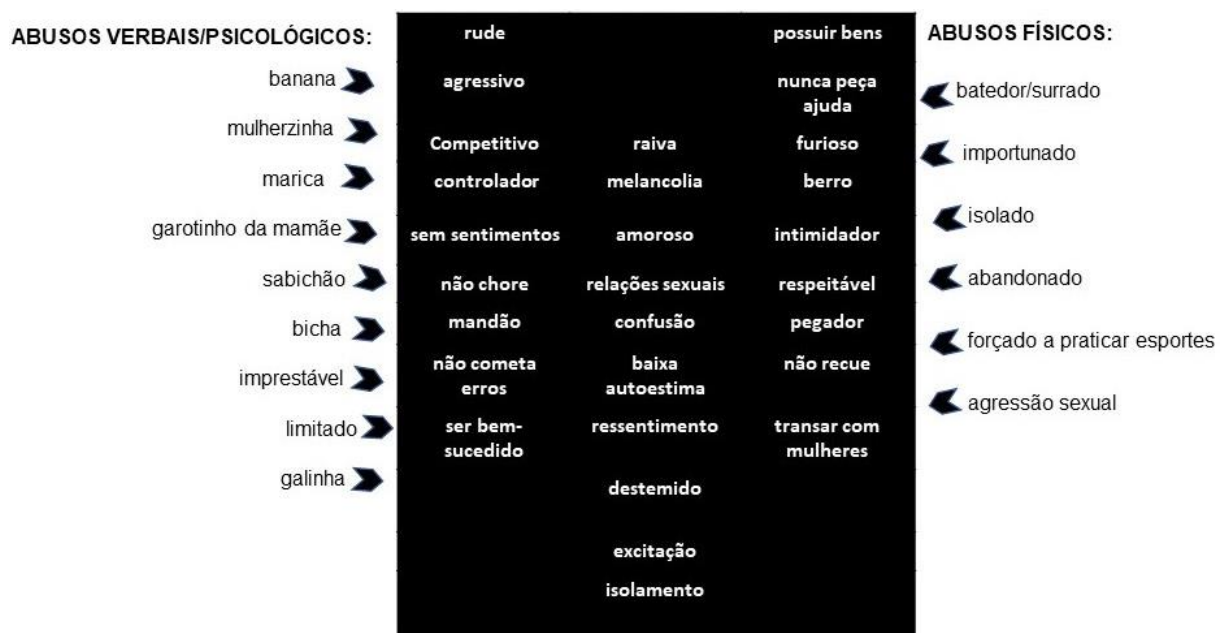 ABUSOS VERBAIS/PSICOLÓGICOS:
banana
mulherzinha
marica
garotinho da mamãe
sabichão
bicha
imprestável
limitado
galinha
rude
possuir bens
agressivo
nunca peça
ajuda
Competitivo
raiva
furioso
controlador
melancolia
berro
sem sentimentos
amoroso
intimidador
não chore
relações sexuais
respeitável
mandão
confusão
pegador
não cometa
erros
baixa
autoestima
não recue
ser bem-
sucedido
ressentimento
transar com
mulheres
destemido
excitação
isolamento
ABUSOS FÍSICOS:
batedor/surrado
importunado
isolado
abandonado
forçado a praticar esportes
agressão sexual